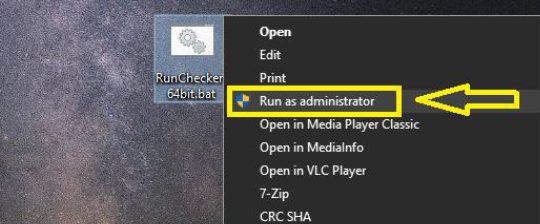 RunChecker
64bit.bat
Open
Edit
Print
Run as administrator
Open in Media Player Classic
Open in MediaInfo
Open in VLC Player
7-Zip
CRC SHA